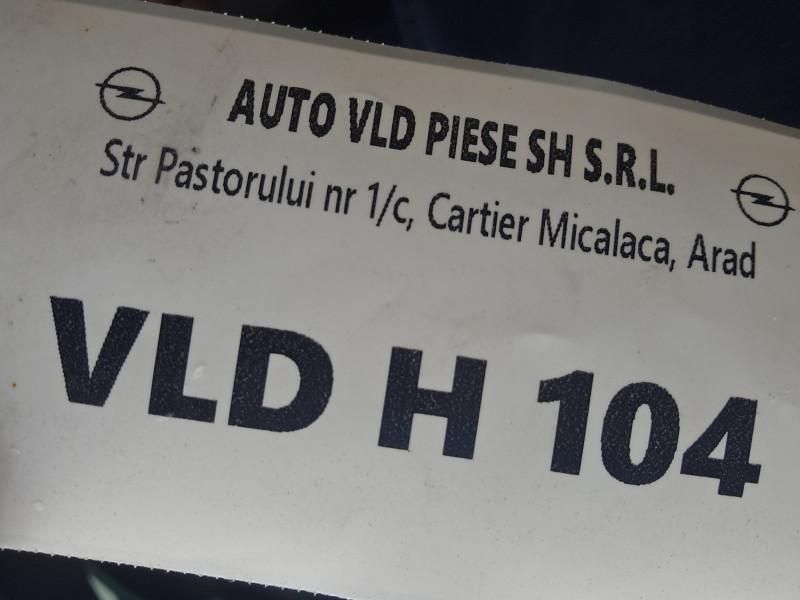 AUTO VLD PIESE SH S.R.L.
Str Pastorului nr 1/c, Cartier Micalaca, Arad
VLD H 104